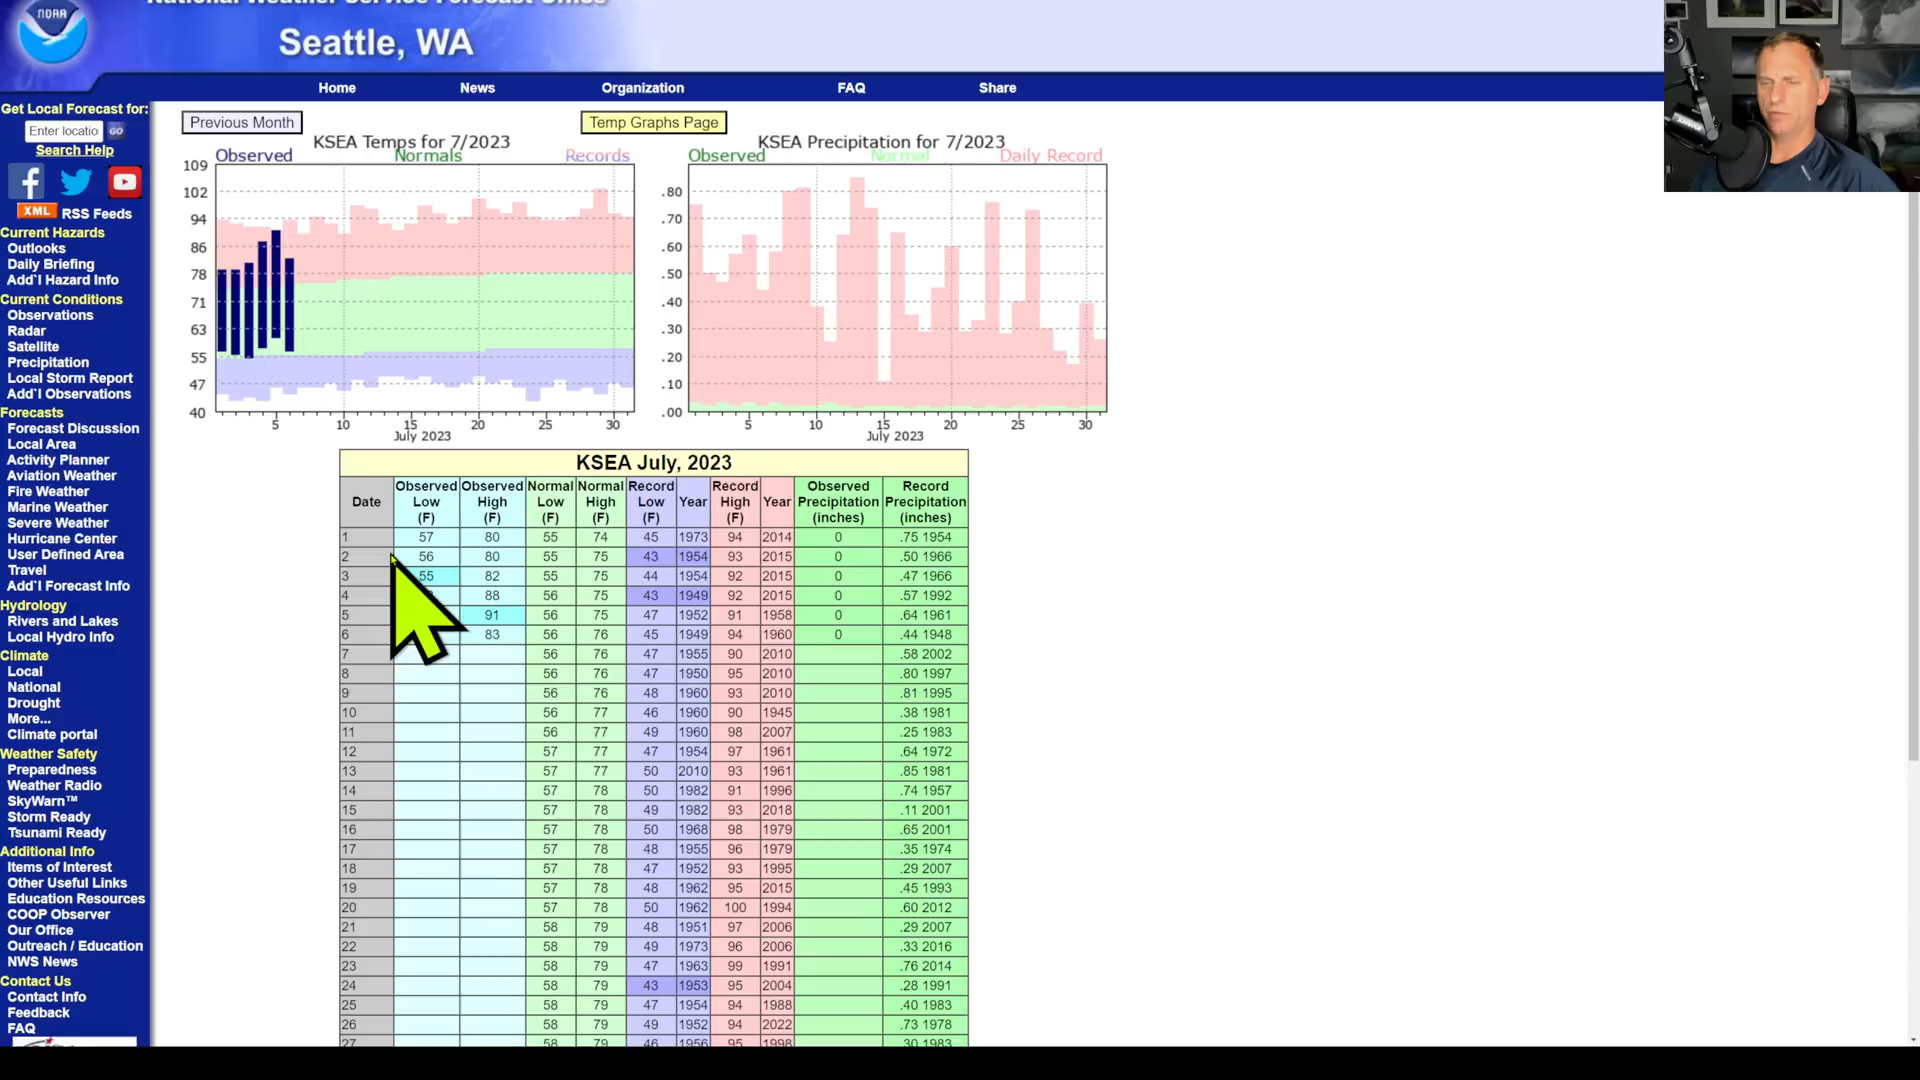 NOAA
Seattle, WA
Home News Organization FAQ Share
Get Local Forecast for:
Enter locatio GO
Search Help
XML RSS Feeds
Current Hazards
Outlooks
Daily Briefing
Add`l Hazard Info
Current Conditions
Observations
Radar
Satellite
Precipitation
Local Storm Report
Add`l Observations
Forecasts
Forecast Discussion
Local Area
Activity Planner
Aviation Weather
Fire Weather
Marine Weather
Severe Weather
Hurricane Center
User Defined Area
Travel
Add`l Forecast Info
Hydrology
Rivers and Lakes
Local Hydro Info
Climate
Local
National
Drought
More...
Climate portal
Weather Safety
Preparedness
Weather Radio
SkyWarn™
Storm Ready
Tsunami Ready
Additional Info
Items of Interest
Other Useful Links
Education Resources
COOP Observer
Our Office
Outreach / Education
NWS News
Contact Us
Contact Info
Feedback
FAQ
Previous Month
Temp Graphs Page
KSEA Temps for 7/2023
Observed Normals Records
109
102
94
86
78
71
63
55
47
40
5 10 15 20 25 30
July 2023
KSEA Precipitation for 7/2023
Observed Normal Daily Record
.80
.70
.60
.50
.40
.30
.20
.10
.00
5 10 15 20 25 30
July 2023
KSEA July, 2023
Date Observed Low (F) Observed High (F) Normal Low (F) Normal High (F) Record Low (F) Year Record High (F) Year Observed Precipitation (inches) Record Precipitation (inches)
1 57 80 55 74 45 1973 94 2014 0 .75 1954
2 56 80 55 75 43 1954 93 2015 0 .50 1966
3 55 82 55 75 44 1954 92 2015 0 .47 1966
4 88 56 75 43 1949 92 2015 0 .57 1992
5 91 56 75 47 1952 91 1958 0 .64 1961
6 83 56 76 45 1949 94 1960 0 .44 1948
7 56 76 47 1955 90 2010 .58 2002
8 56 76 47 1950 95 2010 .80 1997
9 56 76 48 1960 93 2010 .81 1995
10 56 77 46 1960 90 1945 .38 1981
11 56 77 49 1960 98 2007 .25 1983
12 57 77 47 1954 97 1961 .64 1972
13 57 77 50 2010 93 1961 .85 1981
14 57 78 50 1982 91 1996 .74 1957
15 57 78 49 1982 93 2018 .11 2001
16 57 78 50 1968 98 1979 .65 2001
17 57 78 48 1955 96 1979 .35 1974
18 57 78 47 1952 93 1995 .29 2007
19 57 78 48 1962 95 2015 .45 1993
20 57 78 50 1962 100 1994 .60 2012
21 58 79 48 1951 97 2006 .29 2007
22 58 79 49 1973 96 2006 .33 2016
23 58 79 47 1963 99 1991 .76 2014
24 58 79 43 1953 95 2004 .28 1991
25 58 79 47 1954 94 1988 .40 1983
26 58 79 49 1952 94 2022 .73 1978
27 58 79 46 1956 95 1998 .30 1983